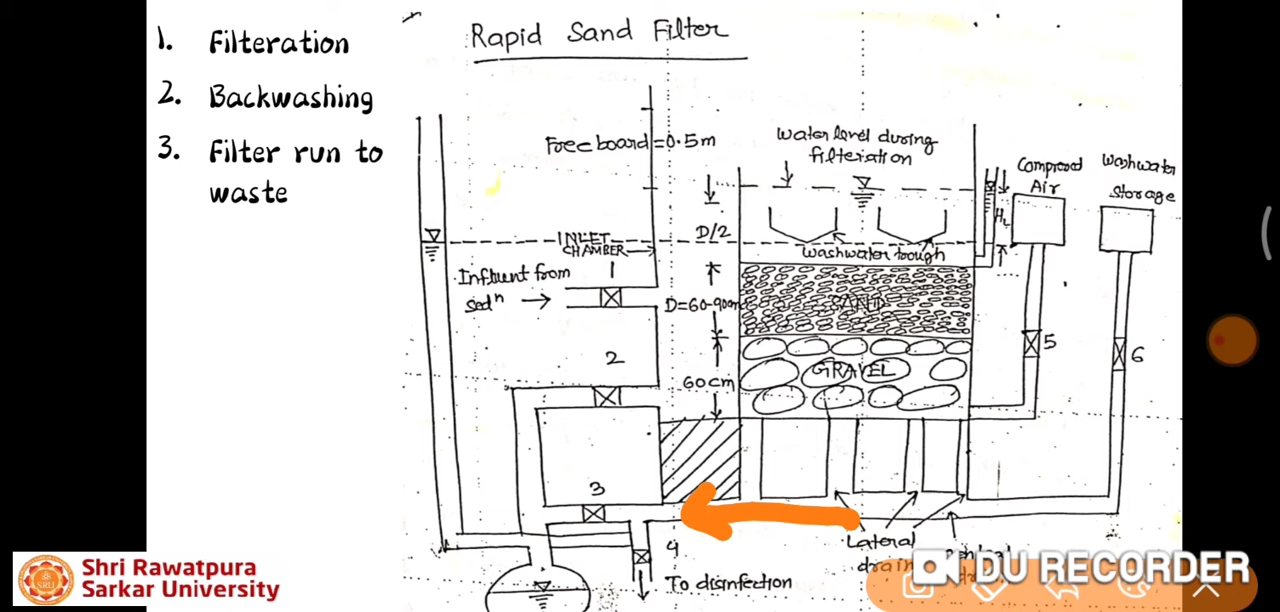 1. Filteration
2. Backwashing
3. Filter run to
waste
Rapid Sand Filter
Free board=0.5m
Water level during
filteration
Compressed
Air
Washwater
Storage
D/2
HL
INLET
CHAMBER
Washwater trough
Influent from
sedⁿ
1
D=60-90cm
SAND
5
6
2
60cm
GRAVEL
3
4
To disinfection
Lateral
drain
DU RECORDER
Shri Rawatpura
Sarkar University
SRU